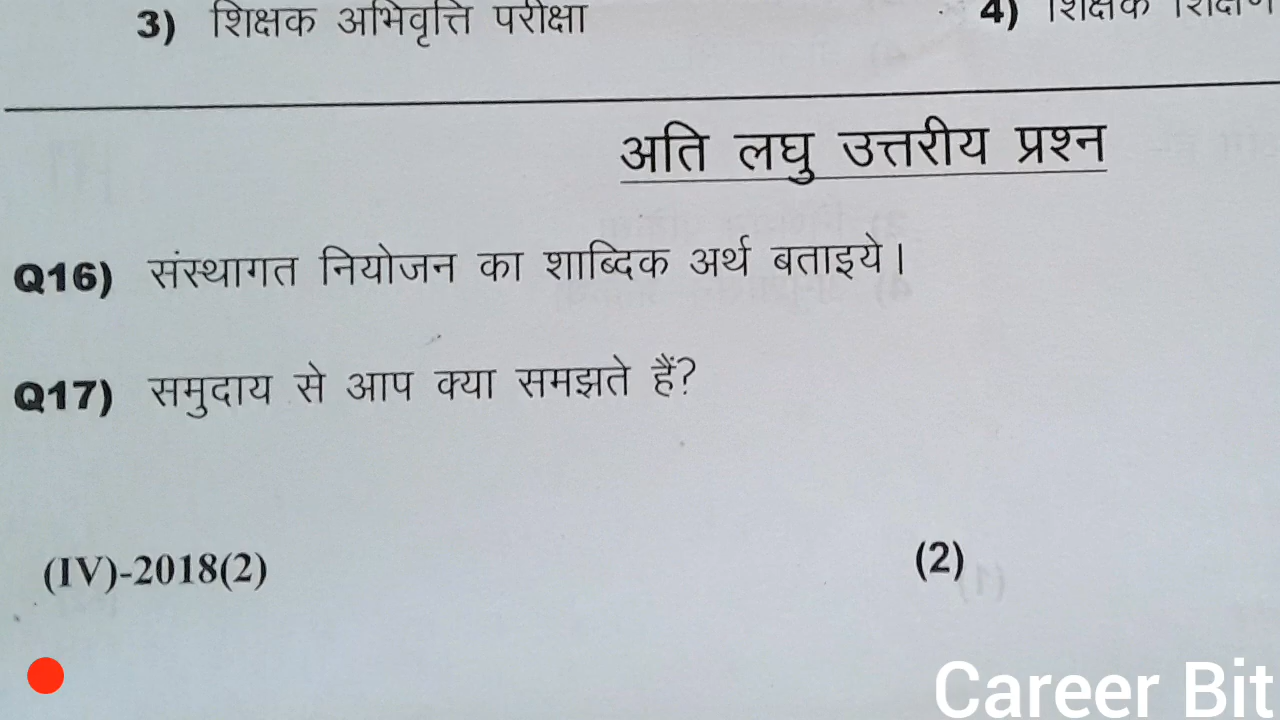 3) शिक्षक अभिवृत्ति परीक्षा 4) शिक्षक शिक्षण
अति लघु उत्तरीय प्रश्न
Q16) संस्थागत नियोजन का शाब्दिक अर्थ बताइये।
Q17) समुदाय से आप क्या समझते हैं?
(IV)-2018(2) (2)
Career Bit